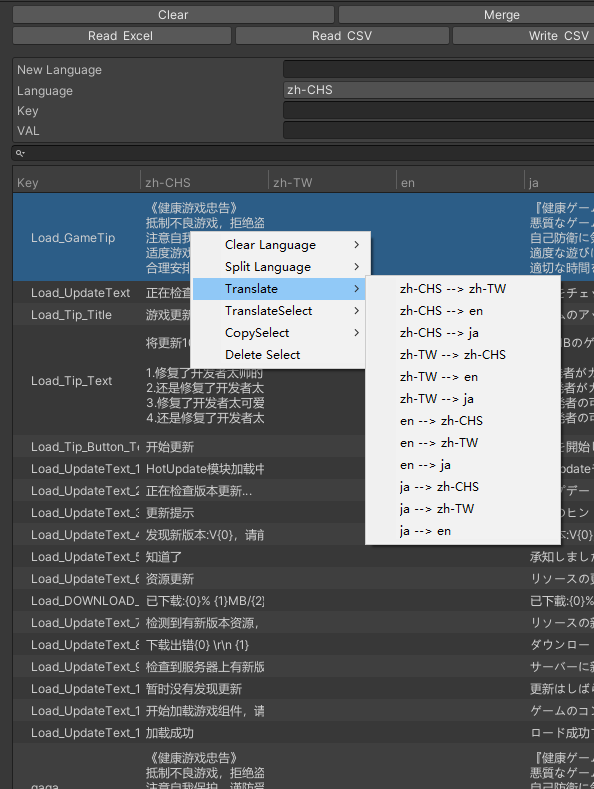 Clear Merge
Read Excel Read CSV Write CSV
New Language
Language zh-CHS
Key
VAL
Key zh-CHS zh-TW en ja
Load_GameTip
《健康游戏忠告》
抵制不良游戏，拒绝盗
注意自我
适度游戏
合理安排
『健康ゲー
悪質なゲー
自己防衛に
適度な遊び
適切な時間
Clear Language
Split Language
Translate
TranslateSelect
CopySelect
Delete Select
zh-CHS --> zh-TW
zh-CHS --> en
zh-CHS --> ja
zh-TW --> zh-CHS
zh-TW --> en
zh-TW --> ja
en --> zh-CHS
en --> zh-TW
en --> ja
ja --> zh-CHS
ja --> zh-TW
ja --> en
Load_UpdateText 正在检查 をチェッ
Load_Tip_Title 游戏更新 ムのアッ
Load_Tip_Text
将更新10
1.修复了开发者太帅的
2.还是修复了开发者太
3.修复了开发者太可爱
4.还是修复了开发者太
Bのゲ
Load_Tip_Button_Te 开始更新 を開始し
Load_UpdateText_1 HotUpdate模块加载中 pdateモ
Load_UpdateText_2 正在检查版本更新... ゲデー
Load_UpdateText_3 更新提示 のヒン
Load_UpdateText_4 发现新版本:V{0}，请前 本:V{0}
Load_UpdateText_5 知道了 承知しました
Load_UpdateText_6 资源更新 リソースの更
Load_DOWNLOAD_ 已下载:{0}% {1}MB/{2} 已下载:{0}%
Load_UpdateText_7 检测到有新版本资源， リソースの新
Load_UpdateText_8 下载出错{0} \r\n {1} ダウンロー
Load_UpdateText_9 检查到服务器上有新版 サーバーに新
Load_UpdateText_1 暂时没有发现更新 更新はしばら
Load_UpdateText_1 开始加载游戏组件，请 ゲームのコン
Load_UpdateText_1 加载成功 ロード成功
gaga
《健康游戏忠告》
抵制不良游戏，拒绝盗
注意自我保护，谨防受
『健康ゲー
悪質なゲー
自己防衛に